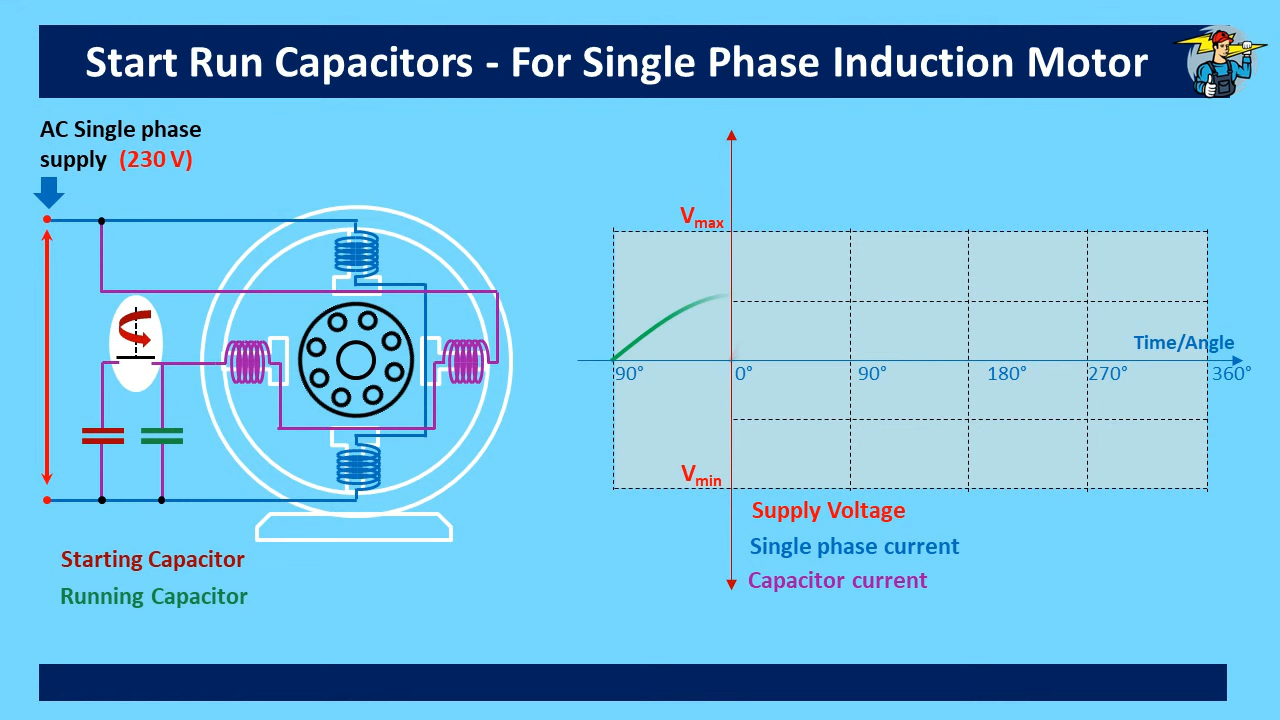 Start Run Capacitors - For Single Phase Induction Motor
AC Single phase
supply (230 V)
Vmax
Time/Angle
90° 0° 90° 180° 270° 360°
Vmin
Supply Voltage
Single phase current
Capacitor current
Starting Capacitor
Running Capacitor